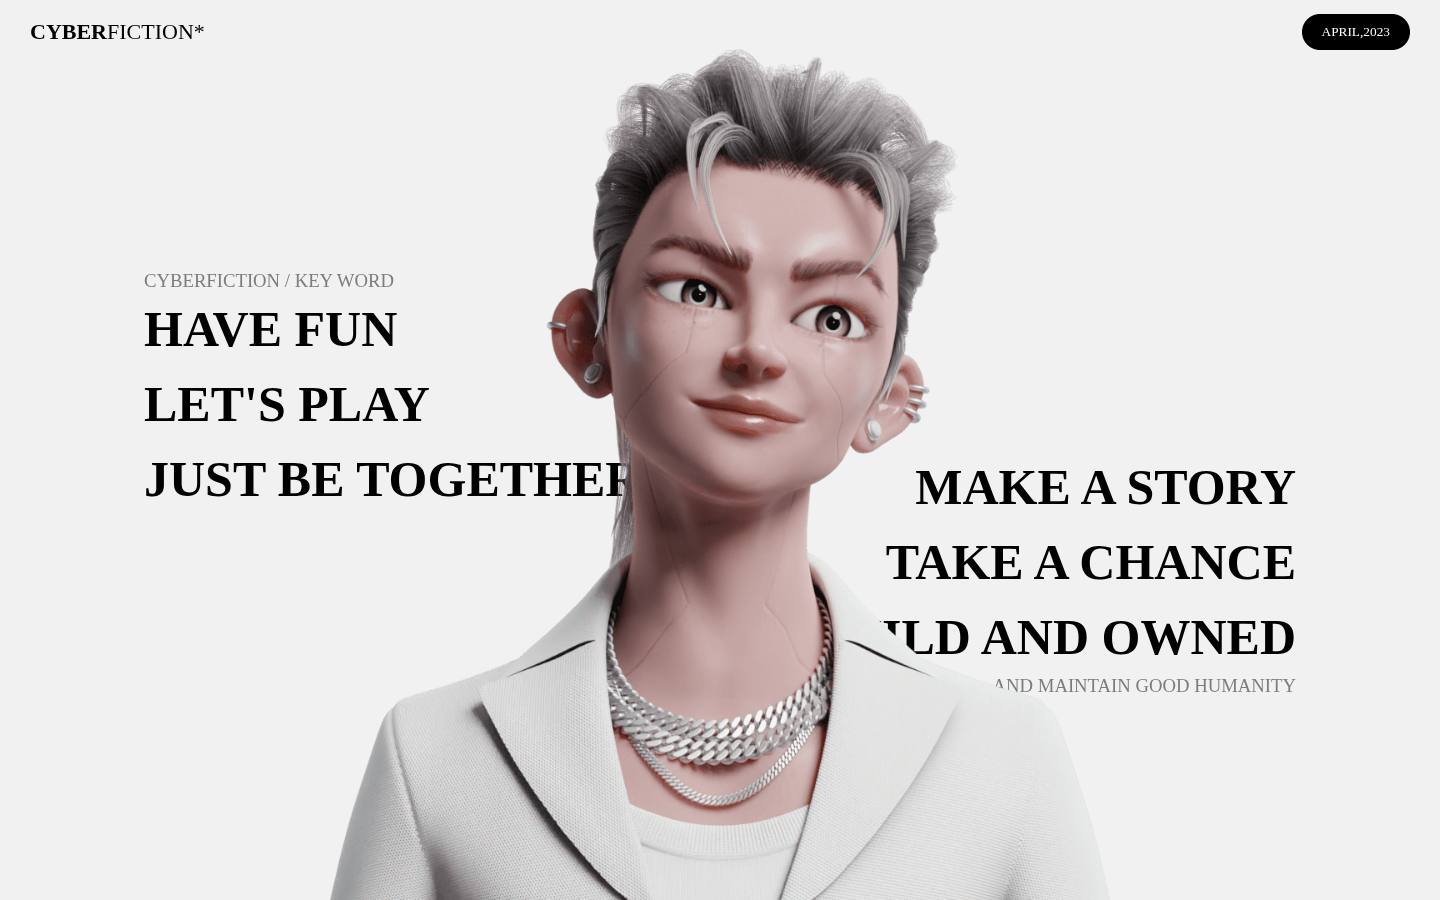 CYBERFICTION*
APRIL,2023
CYBERFICTION / KEY WORD
HAVE FUN
LET'S PLAY
JUST BE TOGETHER
MAKE A STORY
TAKE A CHANCE
AND OWNED
AND MAINTAIN GOOD HUMANITY